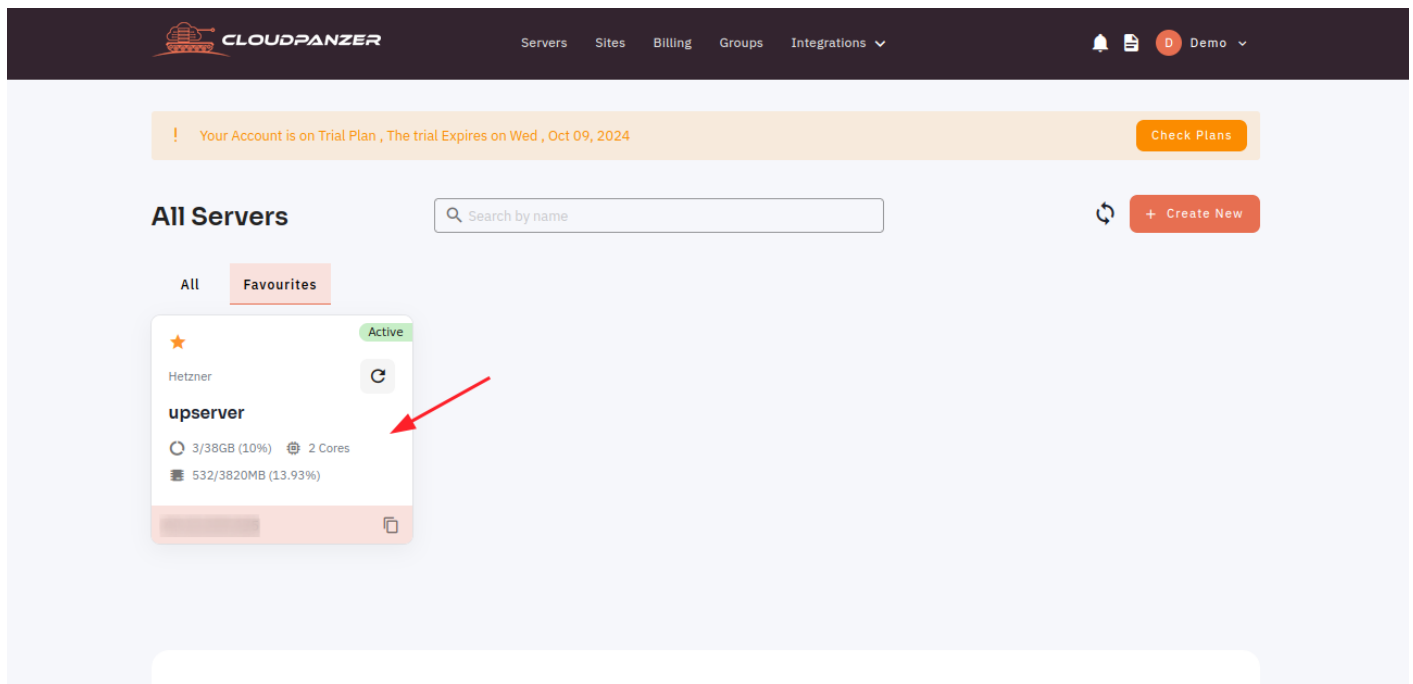 CLOUDPANZER Servers Sites Billing Groups Integrations D Demo
! Your Account is on Trial Plan , The trial Expires on Wed , Oct 09, 2024 Check Plans
All Servers Search by name + Create New
All Favourites
Active
Hetzner
upserver
3/38GB (10%) 2 Cores
532/3820MB (13.93%)